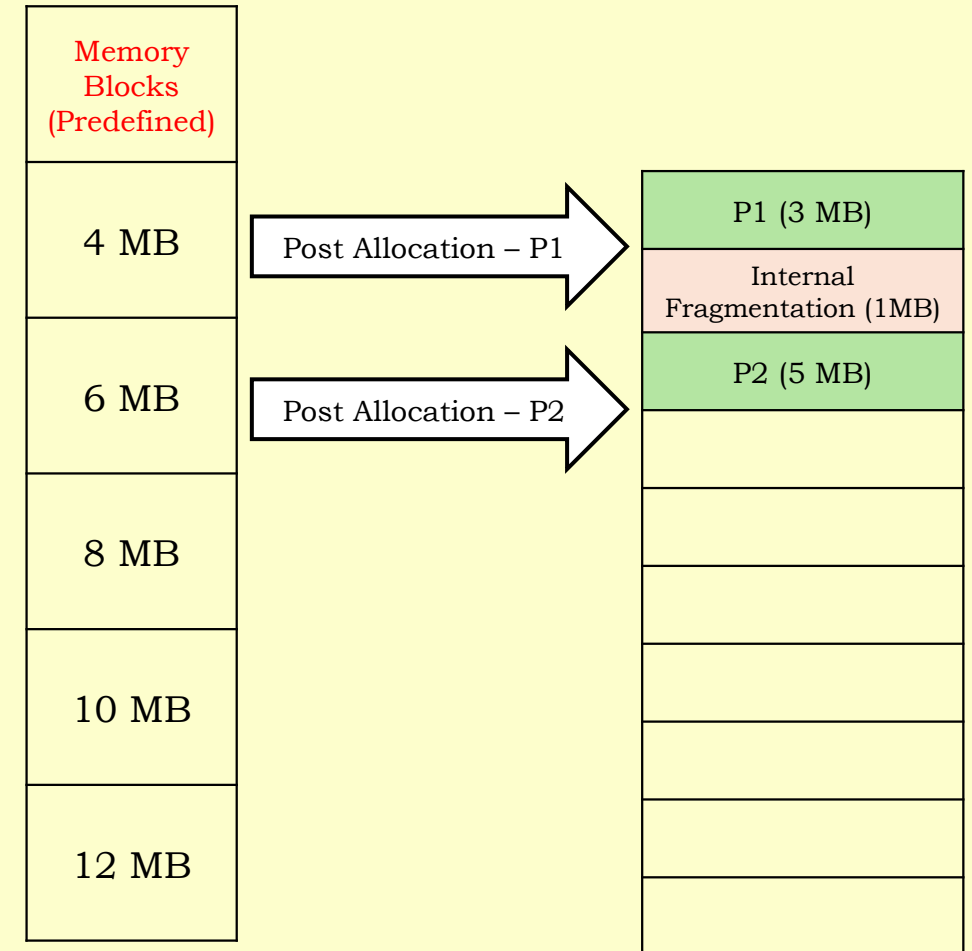 Memory
Blocks
(Predefined)
4 MB
6 MB
8 MB
10 MB
12 MB
Post Allocation – P1
Post Allocation – P2
P1 (3 MB)
Internal
Fragmentation (1MB)
P2 (5 MB)